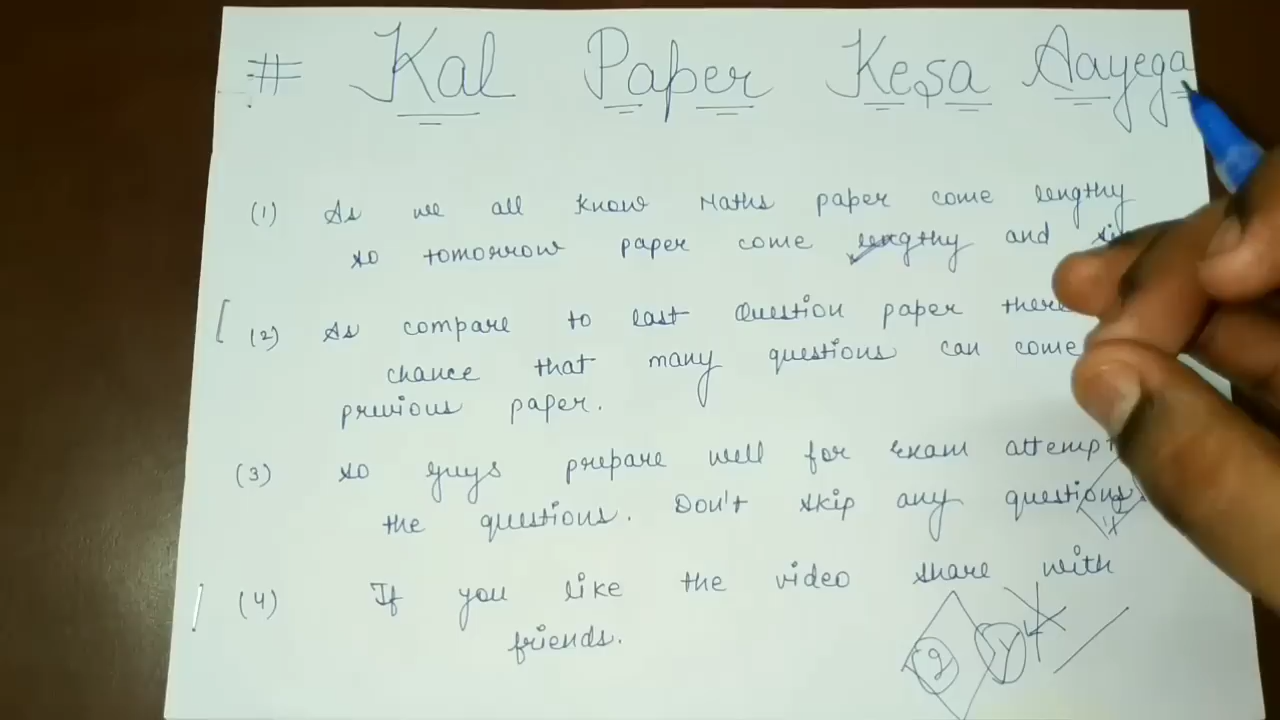 # Kal Paper Kesa Aayega
(1) As we all know Maths paper come lengthy
so tomorrow paper come lengthy and
(2) As compare to last Question paper there
chance that many questions can come
previous paper.
(3) so guys prepare well for exam attempt
the questions. Don't skip any questions.
(4) If you like the video share with
friends.